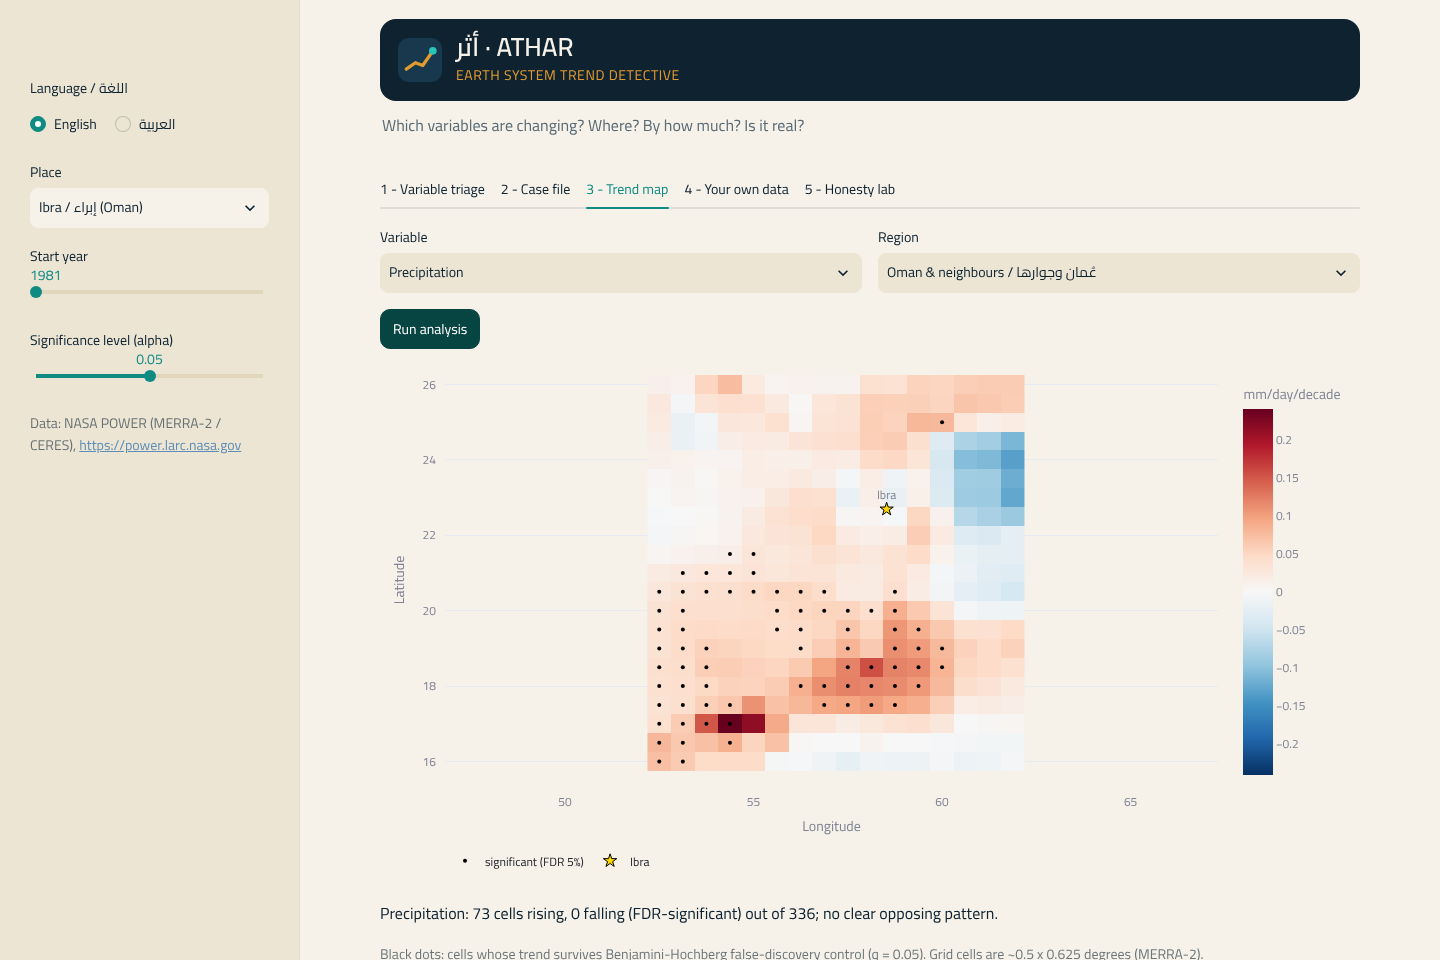 Language / اللغة
English
العربية
Place
Ibra / إبراء (Oman)
Start year
1981
Significance level (alpha)
0.05
Data: NASA POWER (MERRA-2 /
CERES), https://power.larc.nasa.gov
أثر · ATHAR
EARTH SYSTEM TREND DETECTIVE
Which variables are changing? Where? By how much? Is it real?
1 - Variable triage
2 - Case file
3 - Trend map
4 - Your own data
5 - Honesty lab
Variable
Region
Precipitation
Oman & neighbours / عُمان وجوارها
Run analysis
26
24
22
20
18
16
Latitude
Ibra
50
55
60
65
Longitude
mm/day/decade
0.2
0.15
0.1
0.05
0
−0.05
−0.1
−0.15
−0.2
significant (FDR 5%)
Ibra
Precipitation: 73 cells rising, 0 falling (FDR-significant) out of 336; no clear opposing pattern.
Black dots: cells whose trend survives Benjamini-Hochberg false-discovery control (q = 0.05). Grid cells are ~0.5 x 0.625 degrees (MERRA-2).